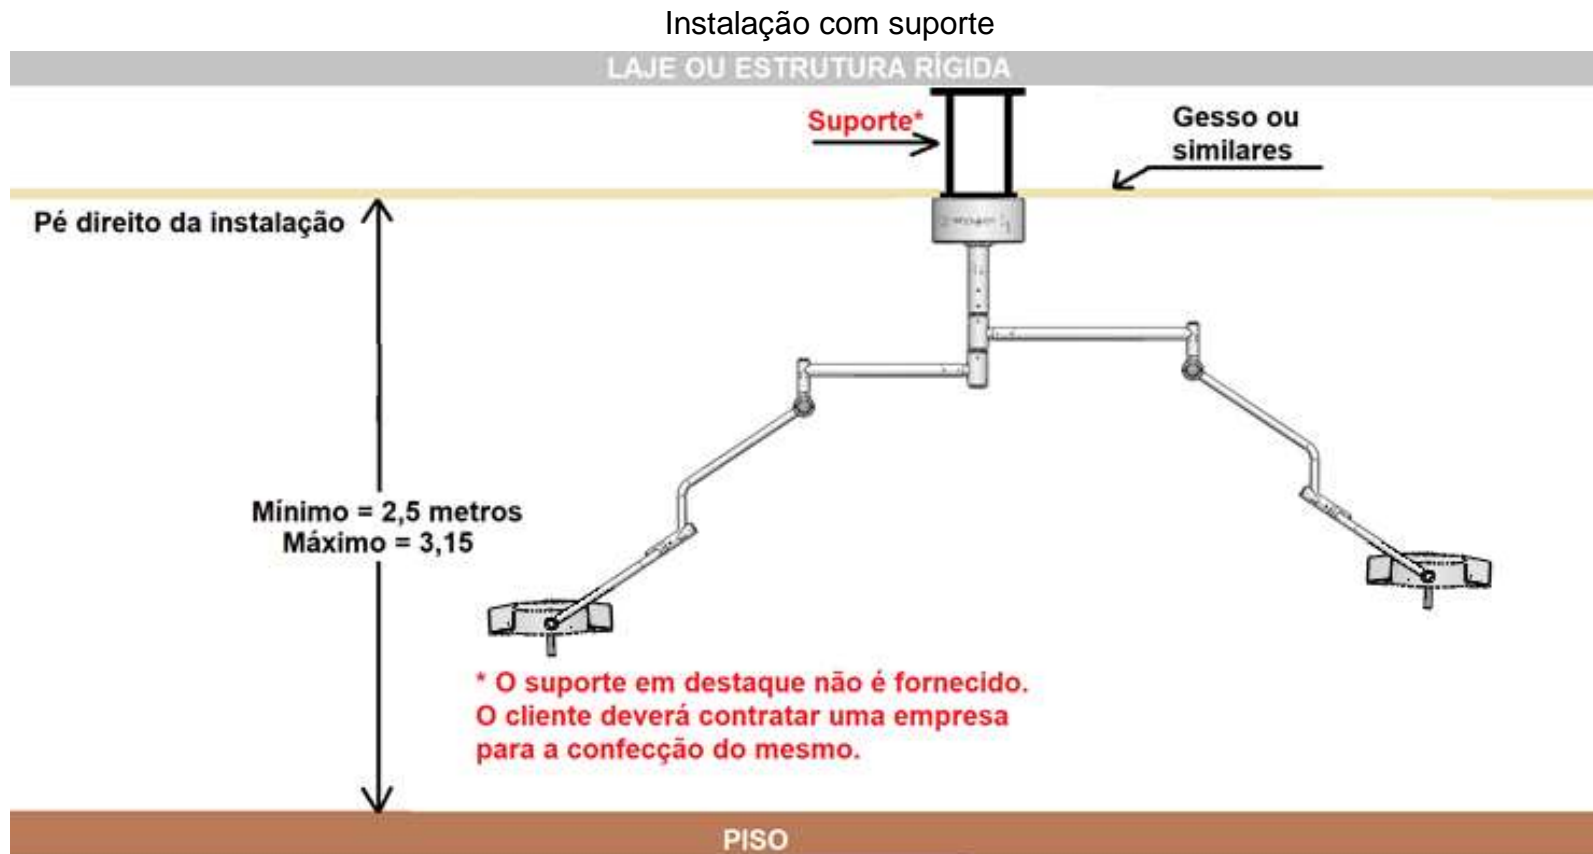 Instalação com suporte
LAJE OU ESTRUTURA RÍGIDA
Suporte*
Gesso ou
similares
Pé direito da instalação
Mínimo = 2,5 metros
Máximo = 3,15
* O suporte em destaque não é fornecido.
O cliente deverá contratar uma empresa
para a confecção do mesmo.
PISO